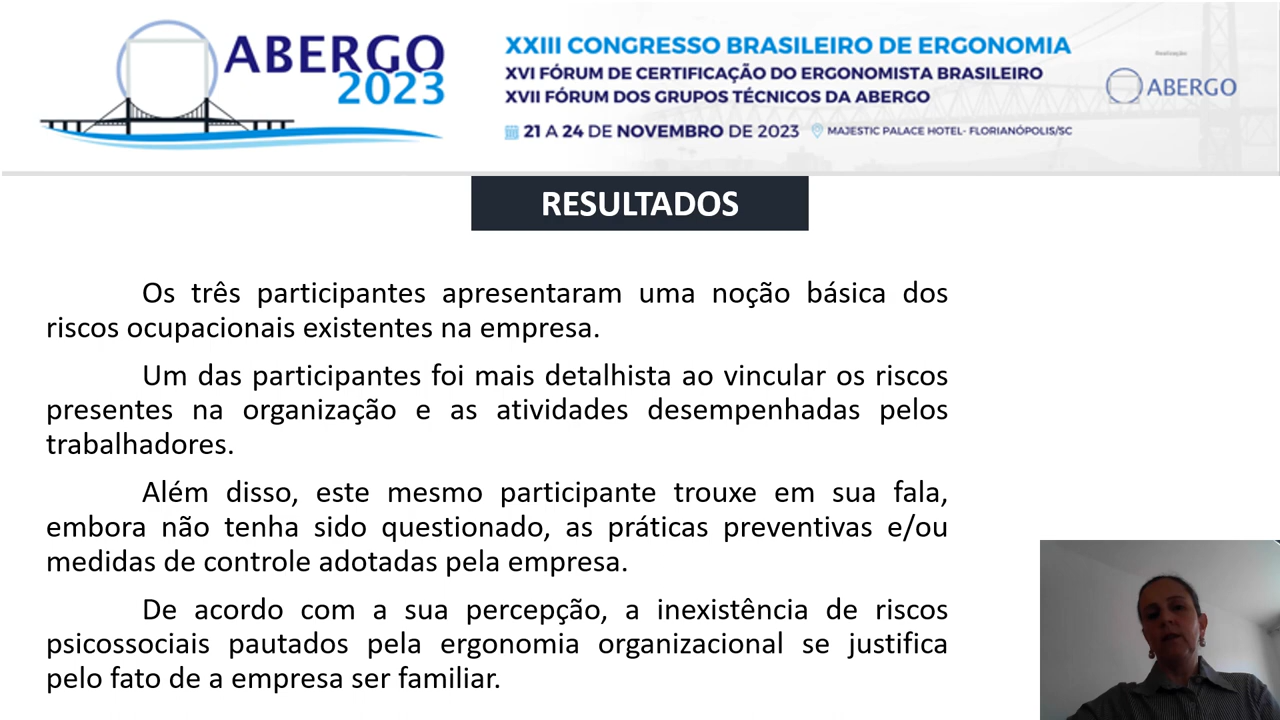 ABERGO
2023
XXIII CONGRESSO BRASILEIRO DE ERGONOMIA
XVI FÓRUM DE CERTIFICAÇÃO DO ERGONOMISTA BRASILEIRO
XVII FÓRUM DOS GRUPOS TÉCNICOS DA ABERGO
21 A 24 DE NOVEMBRO DE 2023 MAJESTIC PALACE HOTEL- FLORIANÓPOLIS/SC
Realização
ABERGO
RESULTADOS
Os três participantes apresentaram uma noção básica dos
riscos ocupacionais existentes na empresa.
Um das participantes foi mais detalhista ao vincular os riscos
presentes na organização e as atividades desempenhadas pelos
trabalhadores.
Além disso, este mesmo participante trouxe em sua fala,
embora não tenha sido questionado, as práticas preventivas e/ou
medidas de controle adotadas pela empresa.
De acordo com a sua percepção, a inexistência de riscos
psicossociais pautados pela ergonomia organizacional se justifica
pelo fato de a empresa ser familiar.